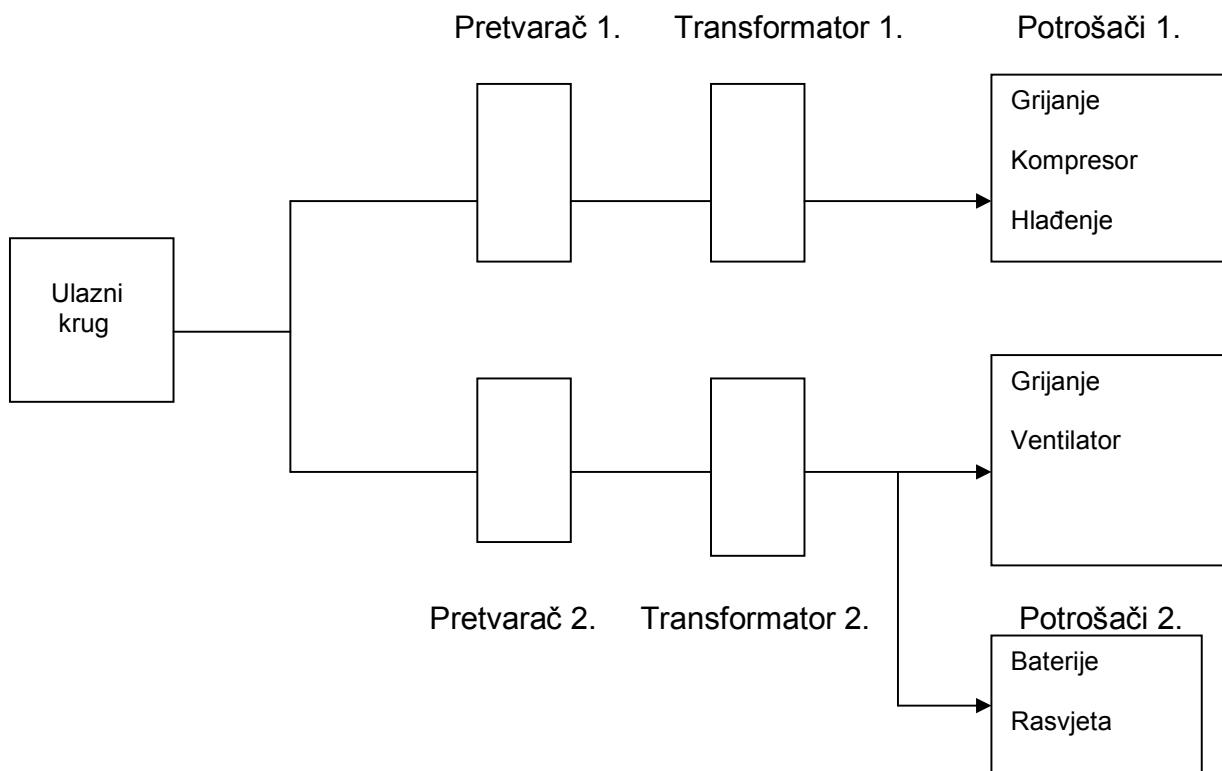 Pretvarač 1. Transformator 1. Potrošači 1.
Grijanje
Kompresor
Hlađenje
Ulazni
krug
Grijanje
Ventilator
Pretvarač 2. Transformator 2. Potrošači 2.
Baterije
Rasvjeta